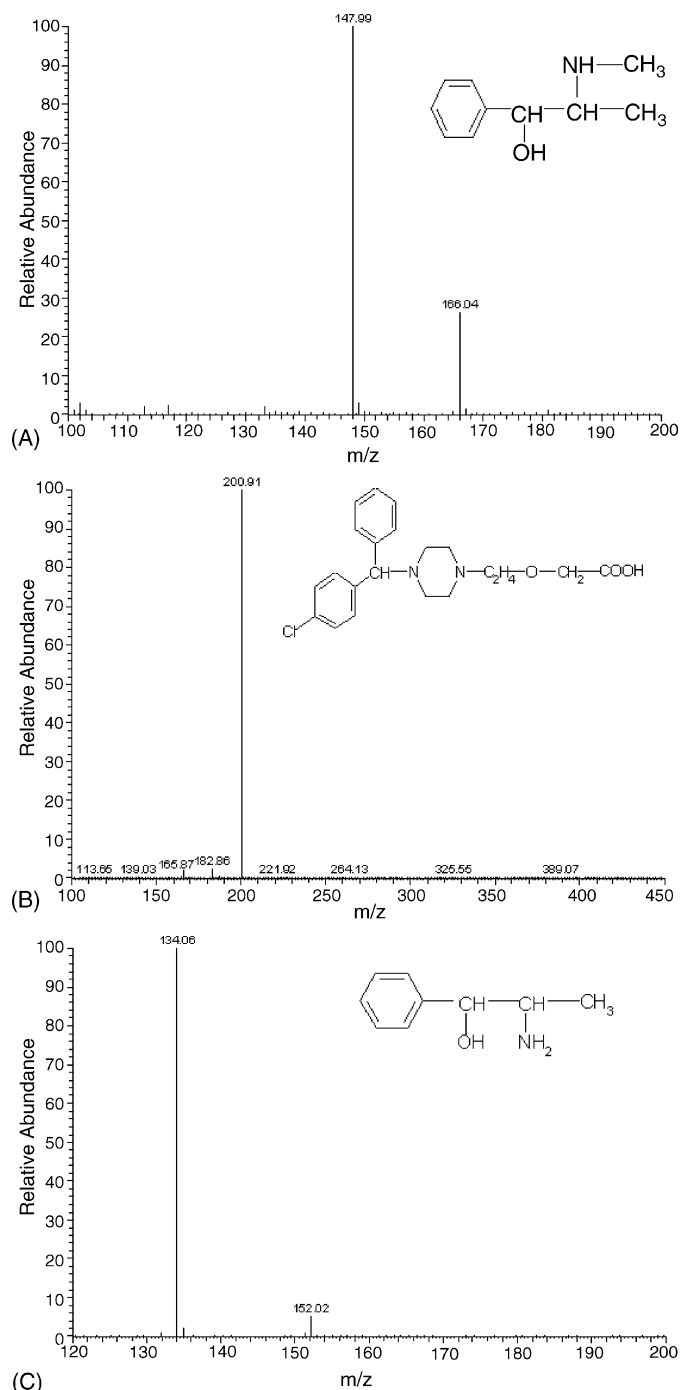 100
90
80
70
60
50
40
30
20
10
0
Relative Abundance
147.99
166.04
NH CH3
CH CH CH3
OH
100 110 120 130 140 150 160 170 180 190 200
m/z
(A)
100
90
80
70
60
50
40
30
20
10
0
Relative Abundance
200.91
CH N N C2H4 O CH2 COOH
Cl
113.65 139.03 165.87 182.86 221.92 264.13 325.55 389.07
100 150 200 250 300 350 400 450
m/z
(B)
100
90
80
70
60
50
40
30
20
10
0
Relative Abundance
134.06
CH CH CH3
OH NH2
152.02
120 130 140 150 160 170 180 190 200
m/z
(C)